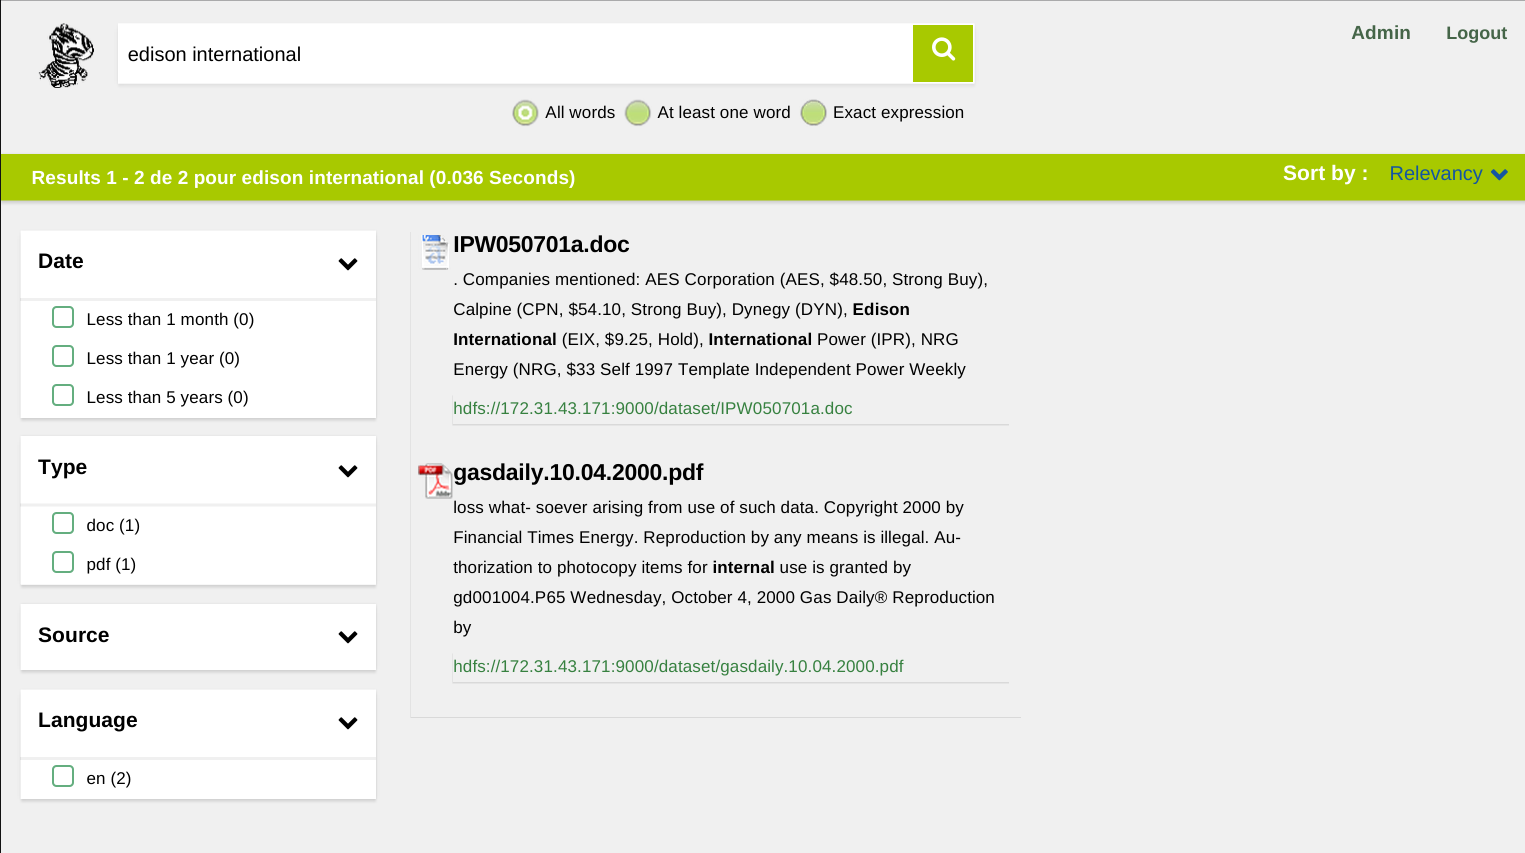 edison international
Admin
Logout
All words
At least one word
Exact expression
Results 1 - 2 de 2 pour edison international (0.036 Seconds)
Sort by :
Relevancy
Date
Less than 1 month (0)
Less than 1 year (0)
Less than 5 years (0)
Type
doc (1)
pdf (1)
Source
Language
en (2)
IPW050701a.doc
. Companies mentioned: AES Corporation (AES, $48.50, Strong Buy),
Calpine (CPN, $54.10, Strong Buy), Dynegy (DYN), Edison
International (EIX, $9.25, Hold), International Power (IPR), NRG
Energy (NRG, $33 Self 1997 Template Independent Power Weekly
hdfs://172.31.43.171:9000/dataset/IPW050701a.doc
PDF
Adobe
gasdaily.10.04.2000.pdf
loss what- soever arising from use of such data. Copyright 2000 by
Financial Times Energy. Reproduction by any means is illegal. Au-
thorization to photocopy items for internal use is granted by
gd001004.P65 Wednesday, October 4, 2000 Gas Daily® Reproduction
by
hdfs://172.31.43.171:9000/dataset/gasdaily.10.04.2000.pdf